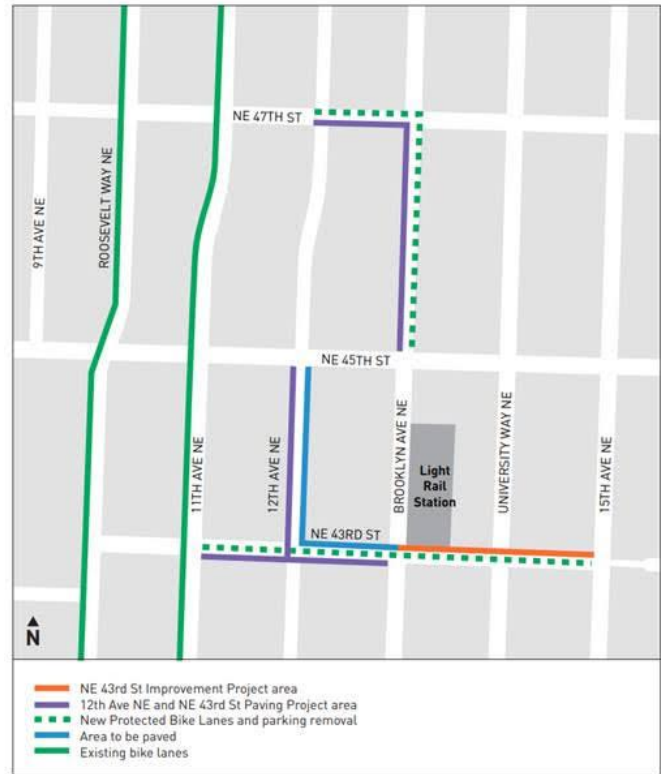 NE 47TH ST
9TH AVE NE
ROOSEVELT WAY NE
NE 45TH ST
11TH AVE NE
12TH AVE NE
BROOKLYN AVE NE
Light
Rail
Station
UNIVERSITY WAY NE
15TH AVE NE
NE 43RD ST
N
NE 43rd St Improvement Project area
12th Ave NE and NE 43rd St Paving Project area
New Protected Bike Lanes and parking removal
Area to be paved
Existing bike lanes